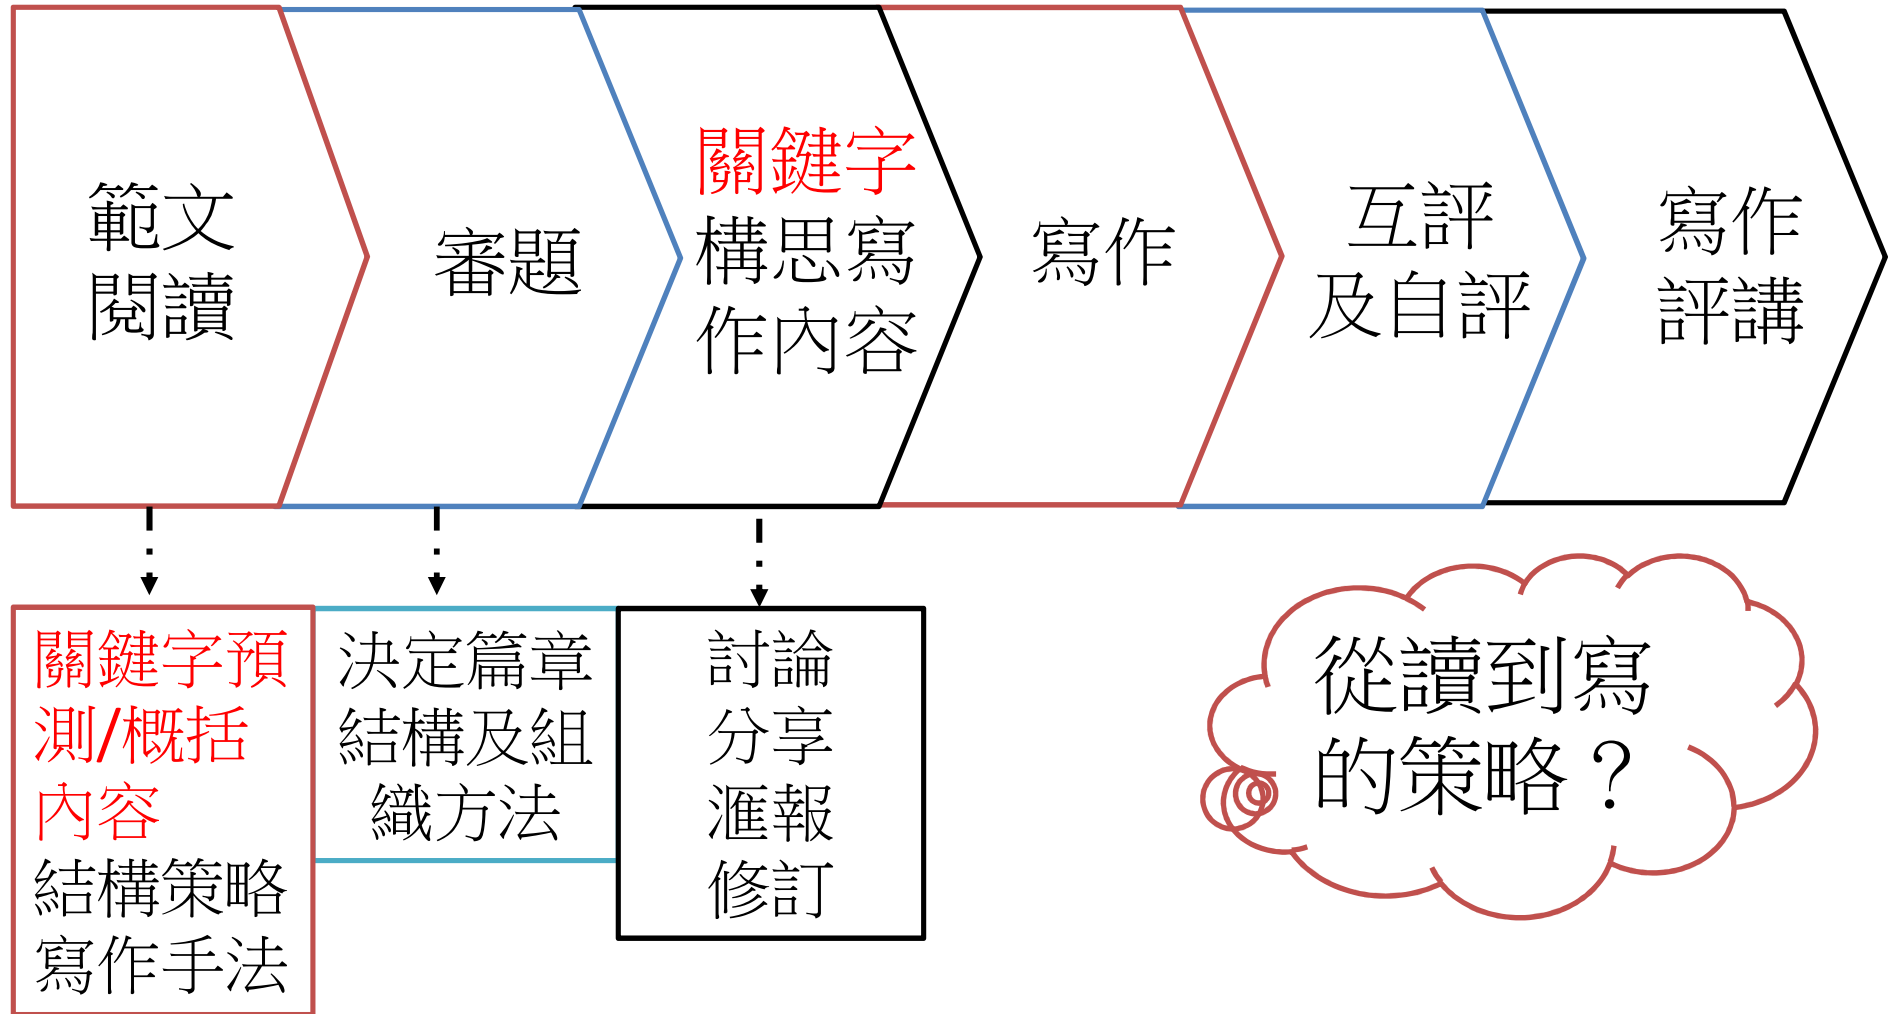 範文
閱讀
審題
關鍵字
構思寫
作內容
寫作
互評
及自評
寫作
評講
關鍵字預
測/概括
內容
結構策略
寫作手法
決定篇章
結構及組
織方法
討論
分享
滙報
修訂
從讀到寫
的策略？